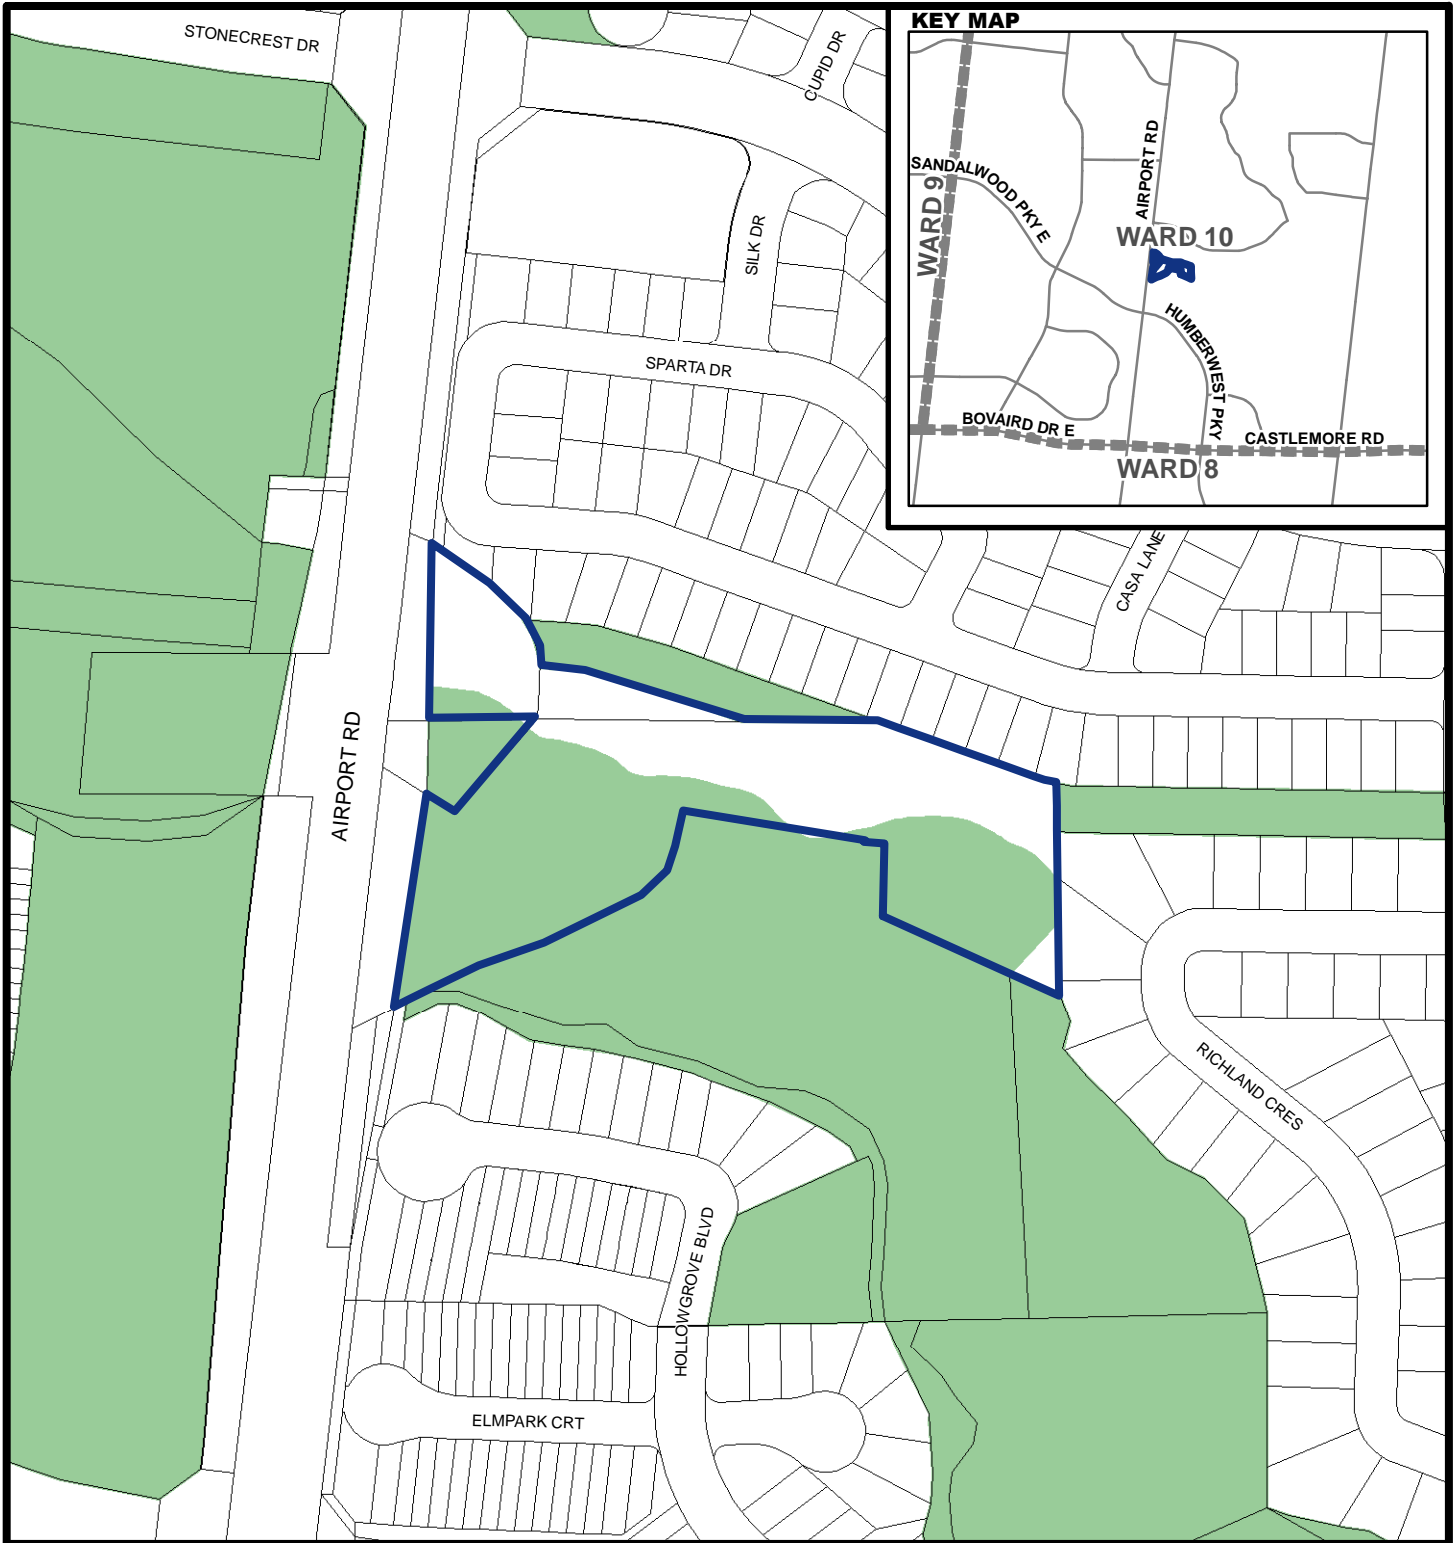 KEY MAP
STONECREST DR
CUPID DR
AIRPORT RD
SANDALWOOD PKY E
WARD 9
WARD 10
SILK DR
HUMBERWEST PKY
SPARTA DR
BOVAIRD DR E
CASTLEMORE RD
WARD 8
CASA LANE
AIRPORT RD
RICHLAND CRES
HOLLOWGROVE BLVD
ELMPARK CRT